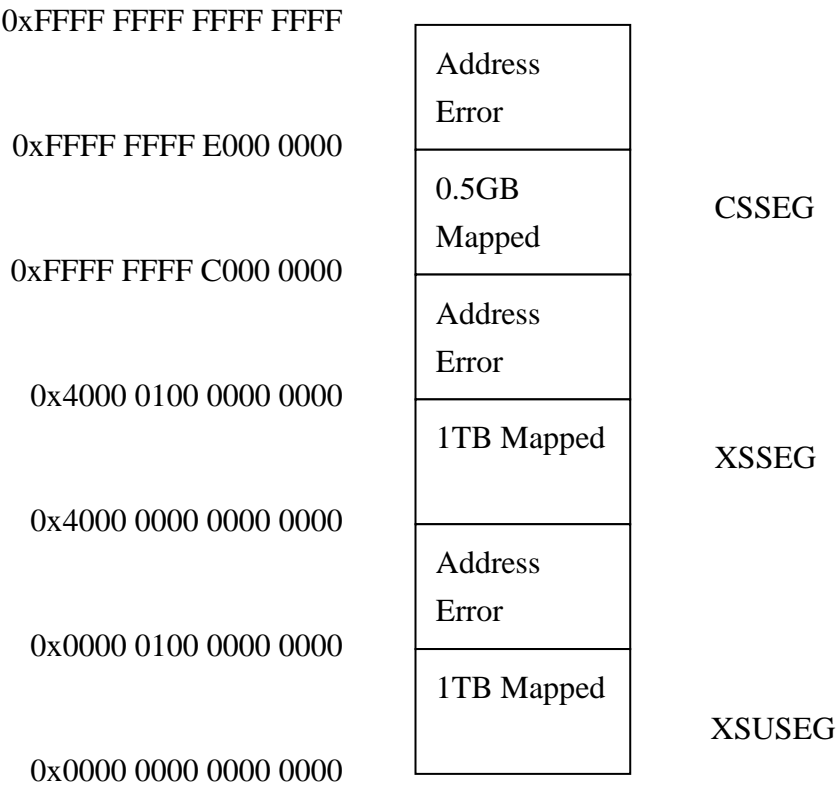 0xFFFF FFFF FFFF FFFF
Address
Error
0xFFFF FFFF E000 0000
0.5GB
Mapped
CSSEG
0xFFFF FFFF C000 0000
Address
Error
0x4000 0100 0000 0000
1TB Mapped
XSSEG
0x4000 0000 0000 0000
Address
Error
0x0000 0100 0000 0000
1TB Mapped
XSUSEG
0x0000 0000 0000 0000